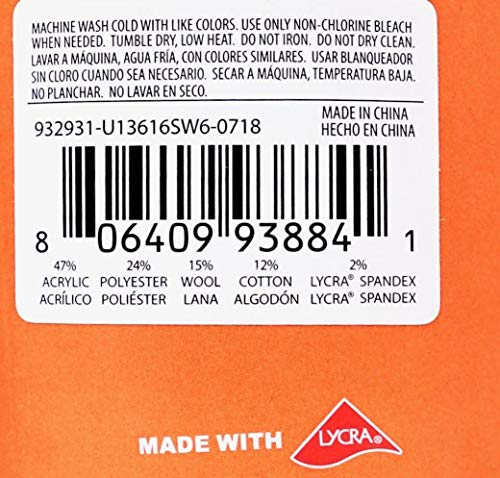 MACHINE WASH COLD WITH LIKE COLORS. USE ONLY NON-CHLORINE BLEACH
WHEN NEEDED. TUMBLE DRY, LOW HEAT. DO NOT IRON. DO NOT DRY CLEAN.
LAVAR A MÁQUINA, AGUA FRÍA, CON COLORES SIMILARES. USAR BLANQUEADOR
SIN CLORO CUANDO SEA NECESARIO. SECAR A MÁQUINA, TEMPERATURA BAJA.
NO PLANCHAR. NO LAVAR EN SECO.
932931-U13616SW6-0718
MADE IN CHINA
HECHO EN CHINA
8 06409 93884 1
47% 24% 15% 12% 2%
ACRYLIC POLYESTER WOOL COTTON LYCRA® SPANDEX
ACRÍLICO POLIÉSTER LANA ALGODÓN LYCRA® SPANDEX
MADE WITH LYCRA®